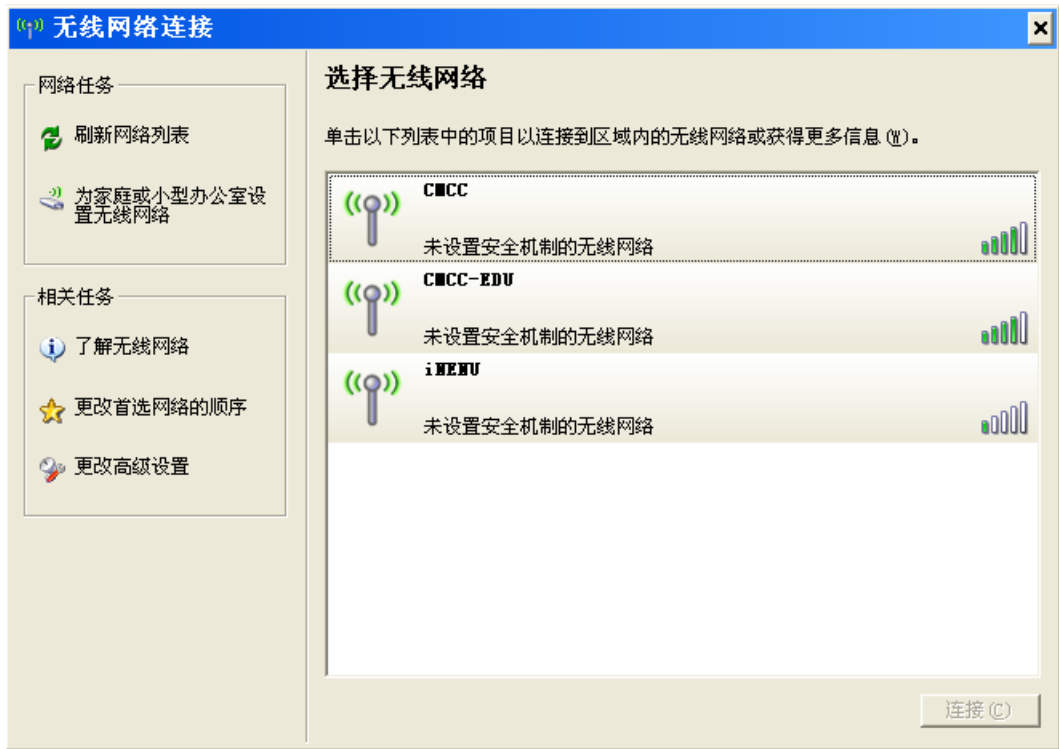 无线网络连接
网络任务
刷新网络列表
为家庭或小型办公室设
置无线网络
相关任务
了解无线网络
更改首选网络的顺序
更改高级设置
选择无线网络
单击以下列表中的项目以连接到区域内的无线网络或获得更多信息(W)。
CMCC
未设置安全机制的无线网络
CMCC-EDU
未设置安全机制的无线网络
iNENU
未设置安全机制的无线网络
连接(C)